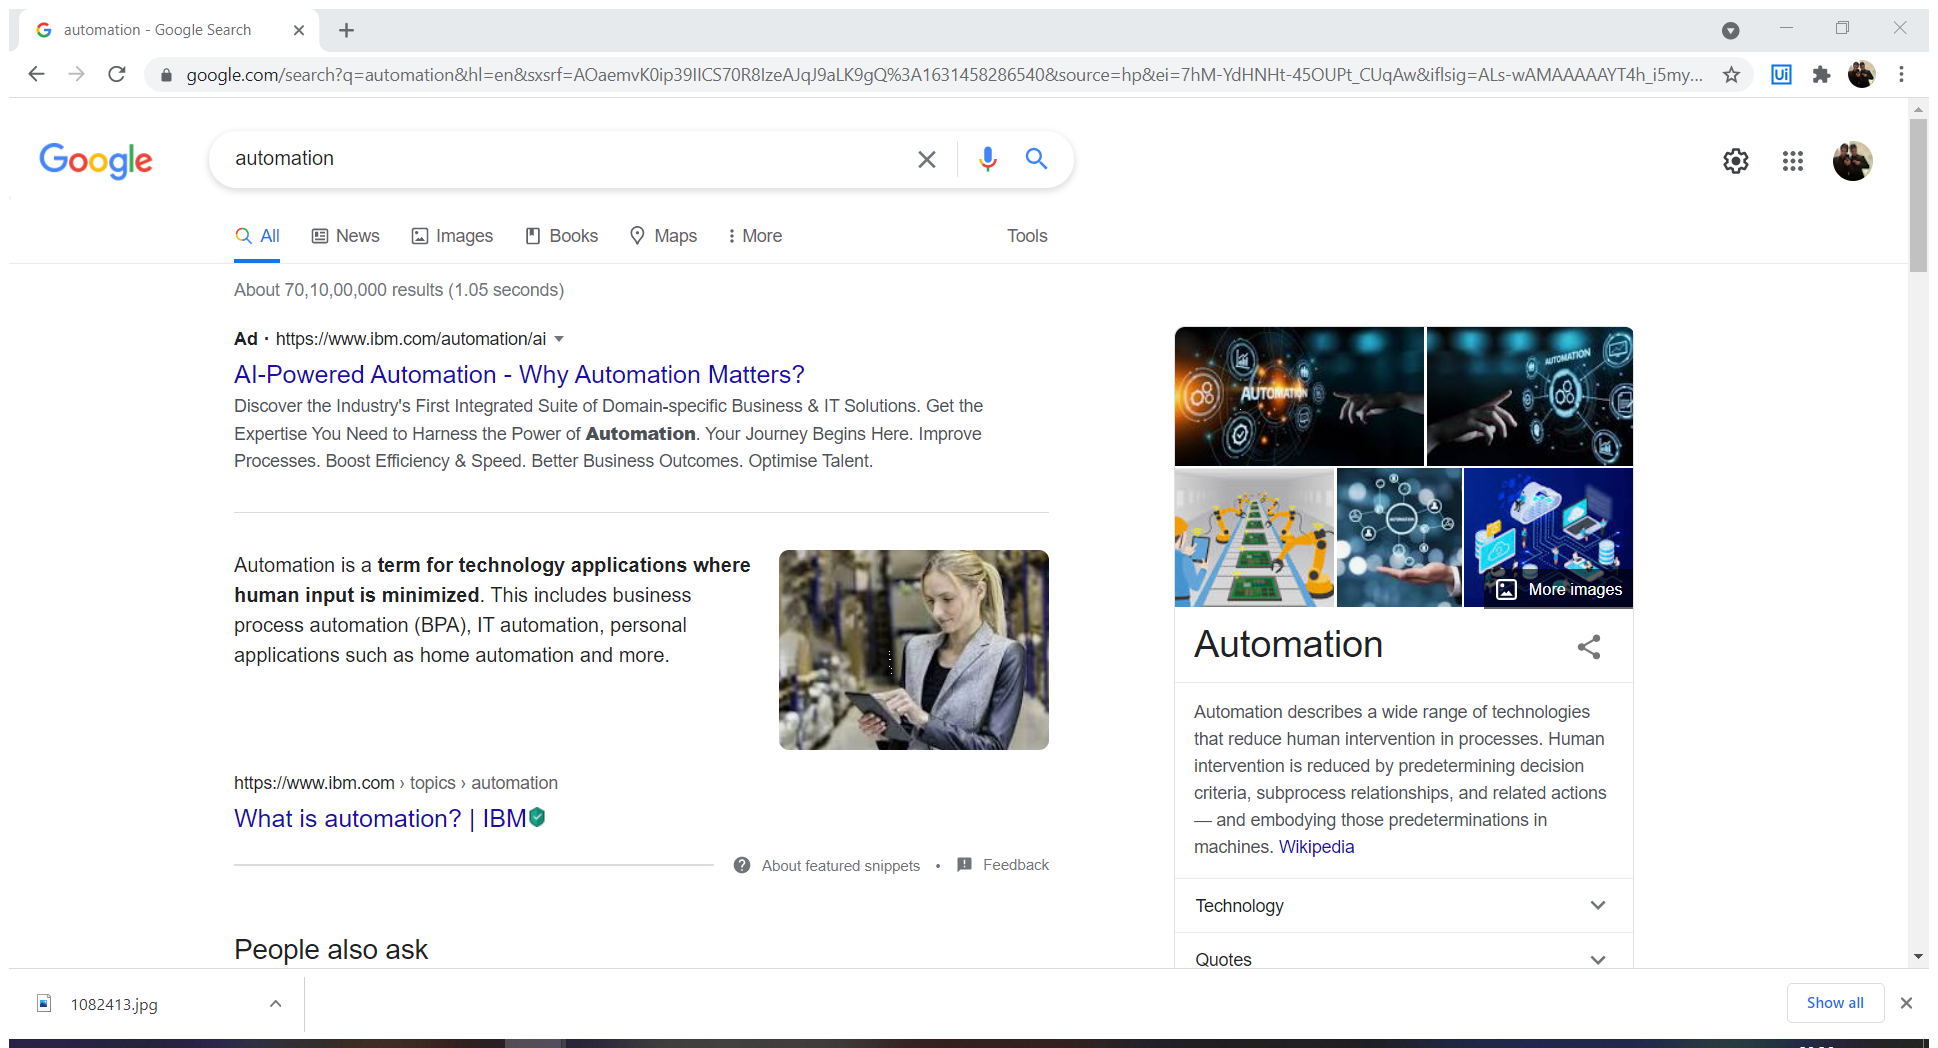 automation - Google Search
google.com/search?q=automation&hl=en&sxsrf=AOaemvK0ip39IICS70R8IzeAJqJ9aLK9gQ%3A1631458286540&source=hp&ei=7hM-YdHNHt-45OUPt_CUqAw&iflsig=ALs-wAMAAAAAYT4h_i5my...
Ui
Google
automation
All News Images Books Maps More Tools
About 70,10,00,000 results (1.05 seconds)
Ad · https://www.ibm.com/automation/ai
AI-Powered Automation - Why Automation Matters?
Discover the Industry's First Integrated Suite of Domain-specific Business & IT Solutions. Get the
Expertise You Need to Harness the Power of Automation. Your Journey Begins Here. Improve
Processes. Boost Efficiency & Speed. Better Business Outcomes. Optimise Talent.
Automation is a term for technology applications where
human input is minimized. This includes business
process automation (BPA), IT automation, personal
applications such as home automation and more.
https://www.ibm.com › topics › automation
What is automation? | IBM
About featured snippets • Feedback
People also ask
AUTOMATION
AUTOMATION
AUTOMATION
More images
Automation
Automation describes a wide range of technologies
that reduce human intervention in processes. Human
intervention is reduced by predetermining decision
criteria, subprocess relationships, and related actions
— and embodying those predeterminations in
machines. Wikipedia
Technology
Quotes
1082413.jpg
Show all